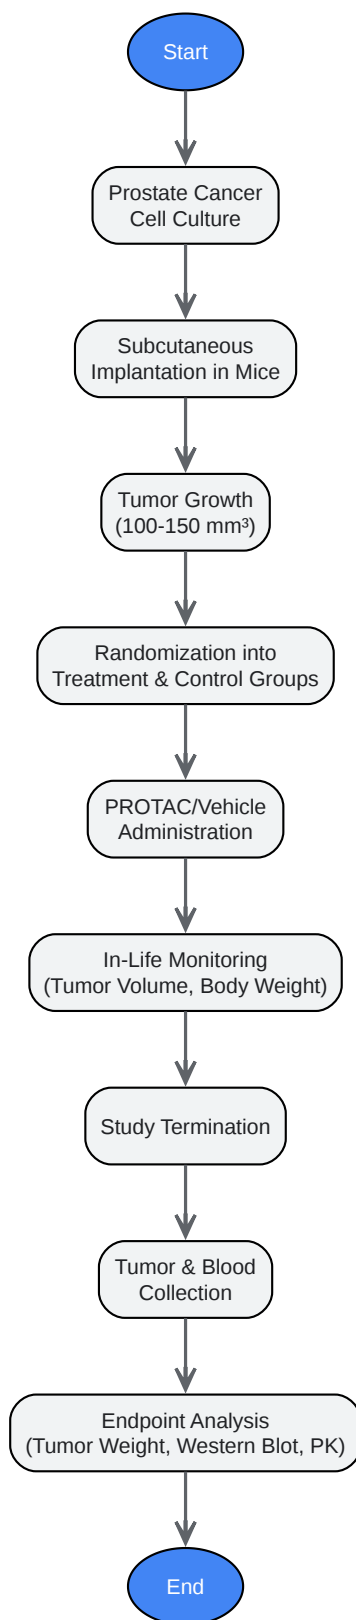 Start
Prostate Cancer
Cell Culture
Subcutaneous
Implantation in Mice
Tumor Growth
(100-150 mm³)
Randomization into
Treatment & Control Groups
PROTAC/Vehicle
Administration
In-Life Monitoring
(Tumor Volume, Body Weight)
Study Termination
Tumor & Blood
Collection
Endpoint Analysis
(Tumor Weight, Western Blot, PK)
End